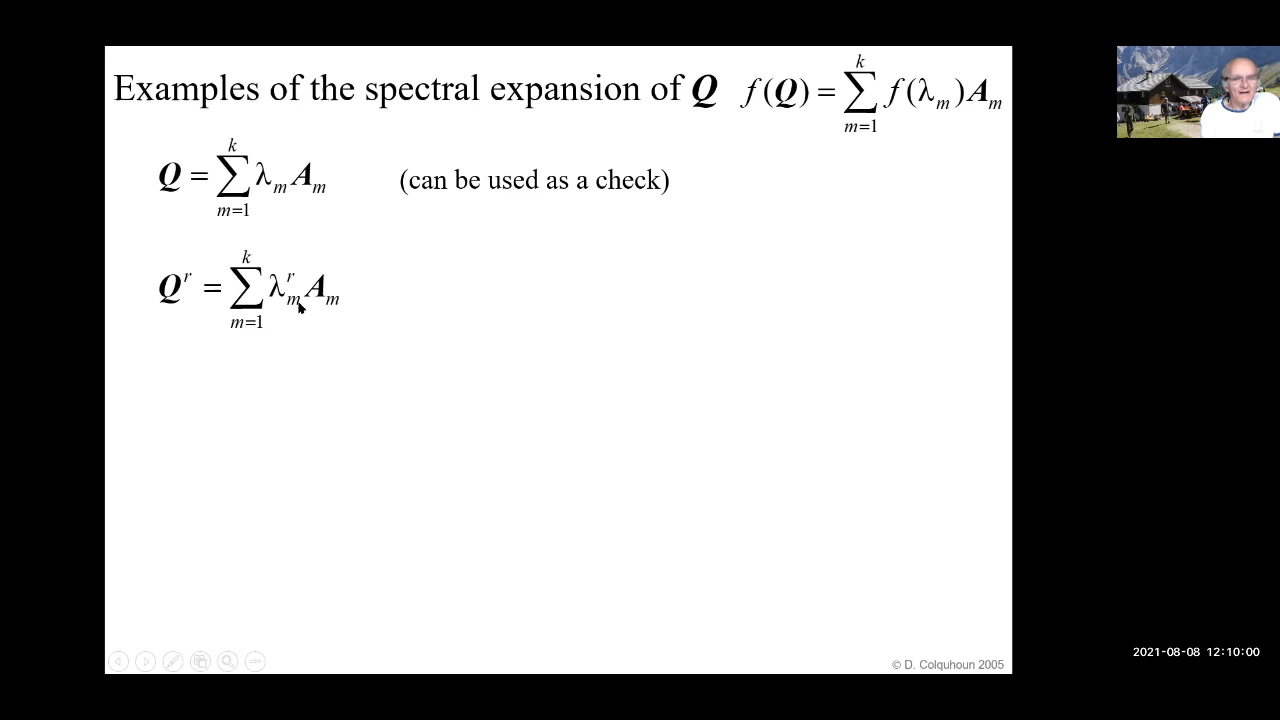 Examples of the spectral expansion of Q f(Q) = ∑_{m=1}^{k} f(λ_m) A_m
Q = ∑_{m=1}^{k} λ_m A_m (can be used as a check)
Q^r = ∑_{m=1}^{k} λ_m^r A_m
© D. Colquhoun 2005
2021-08-08 12:10:00